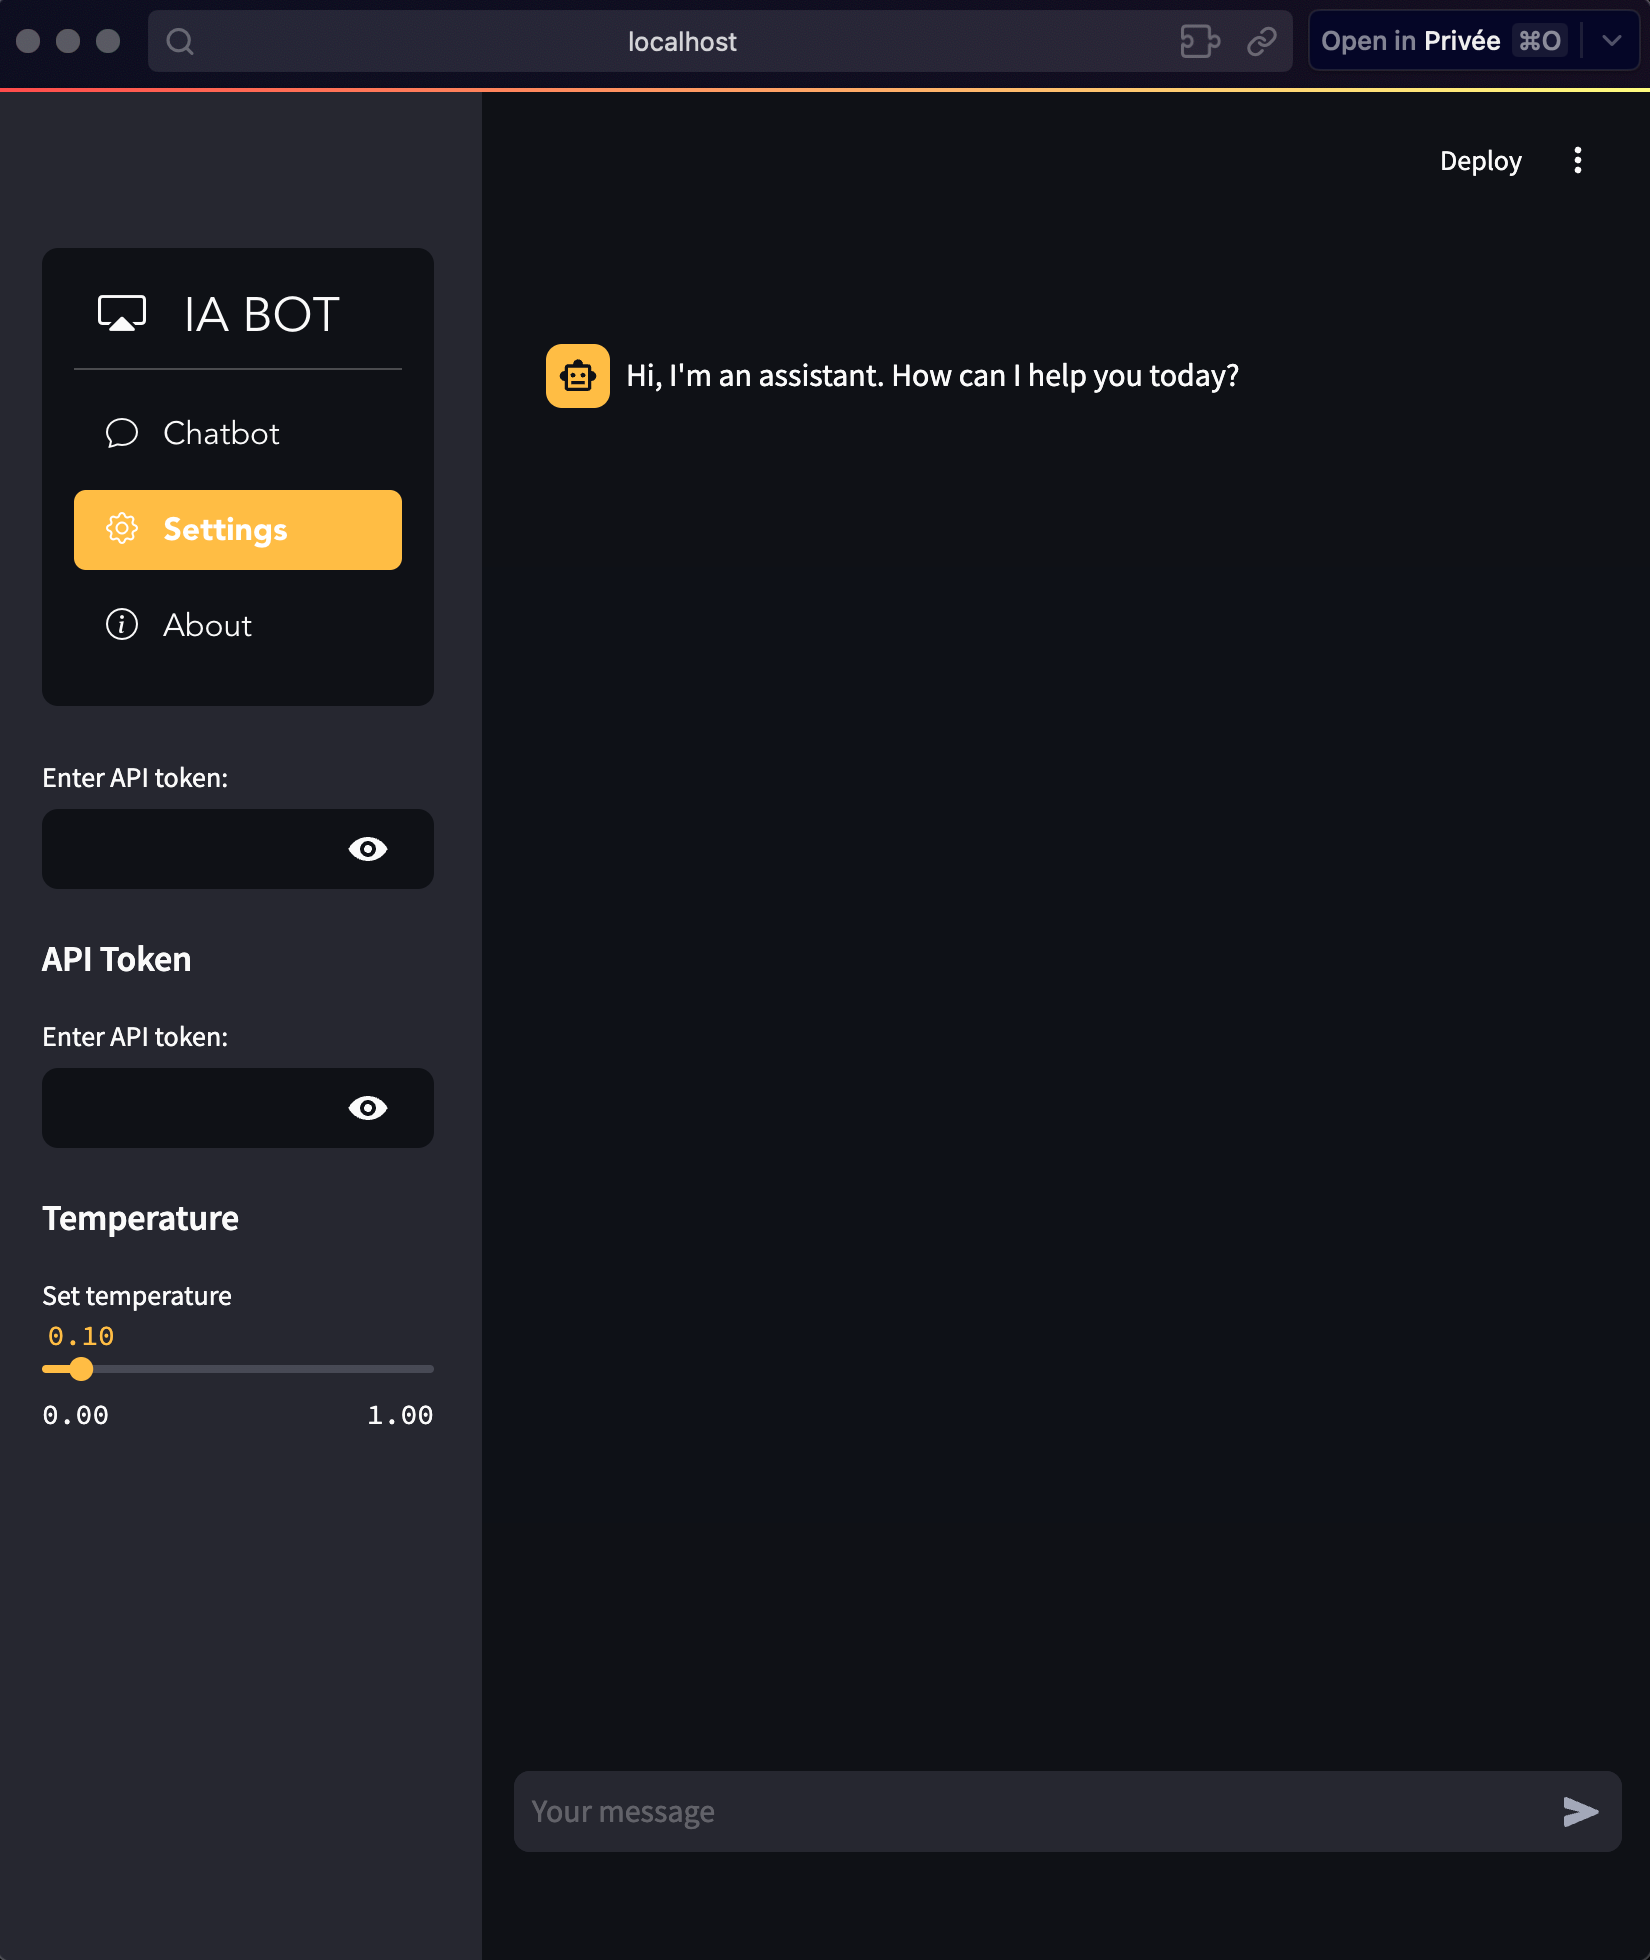 localhost
Open in Privée ⌘O
Deploy
IA BOT
Chatbot
Settings
About
Enter API token:
API Token
Enter API token:
Temperature
Set temperature
0.10
0.00 1.00
Hi, I'm an assistant. How can I help you today?
Your message